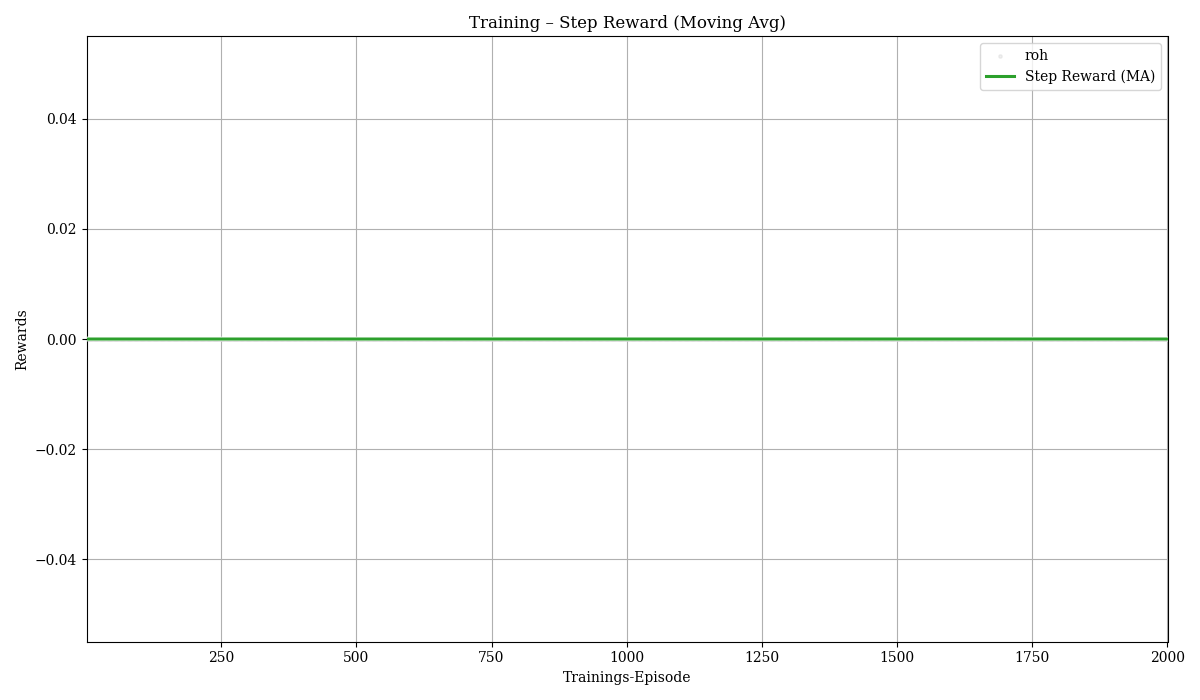 Training – Step Reward (Moving Avg)
roh
Step Reward (MA)
0.04
0.02
0.00
−0.02
−0.04
Rewards
250 500 750 1000 1250 1500 1750 2000
Trainings-Episode